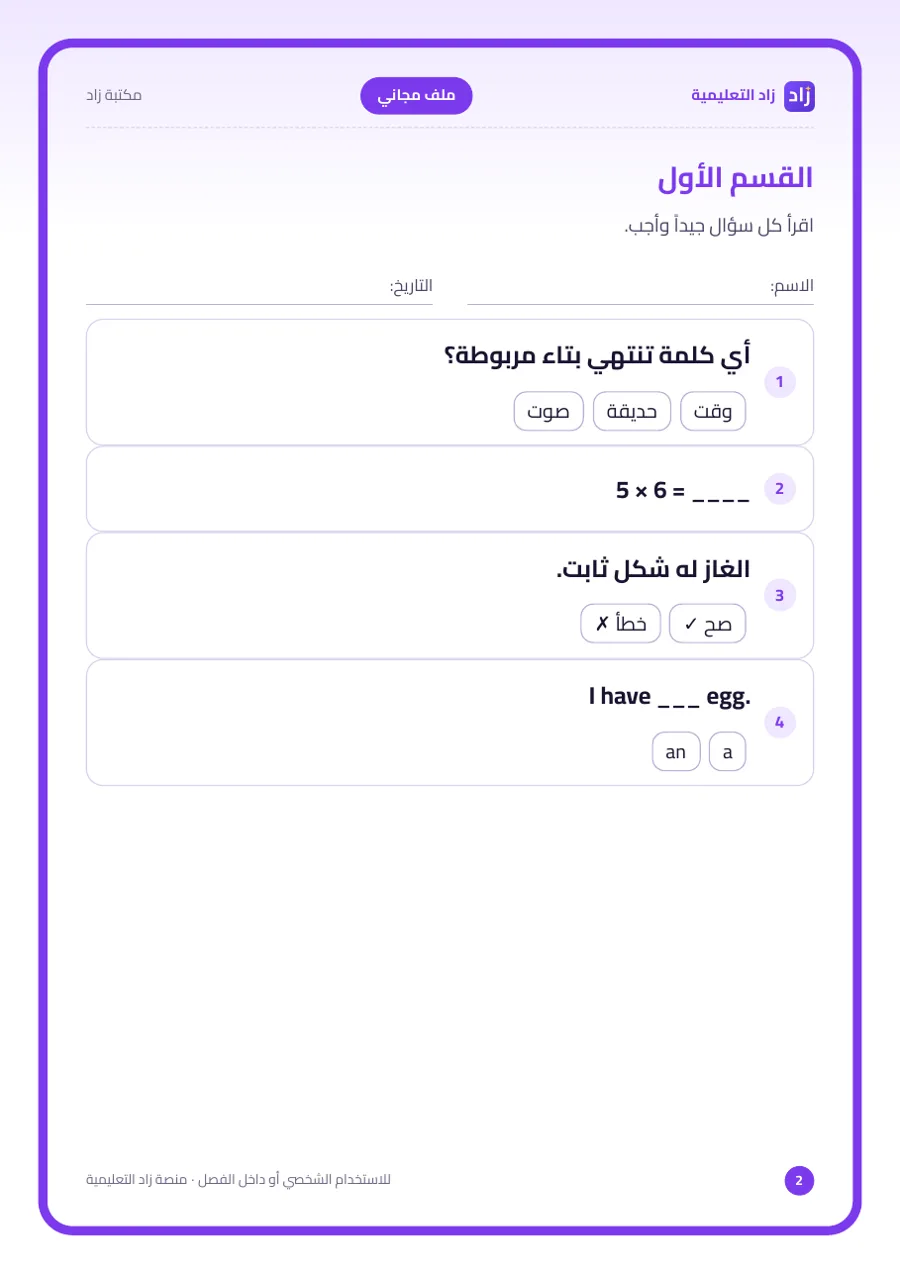 زاد
زاد التعليمية
ملف مجاني
مكتبة زاد
القسم الأول
اقرأ كل سؤال جيداً وأجب.
الاسم:
التاريخ:
1
أي كلمة تنتهي بتاء مربوطة؟
وقت
حديقة
صوت
2
5 × 6 = ____
3
الغاز له شكل ثابت.
صح ✓
خطأ ✗
4
I have ___ egg.
a
an
2
للاستخدام الشخصي أو داخل الفصل · منصة زاد التعليمية